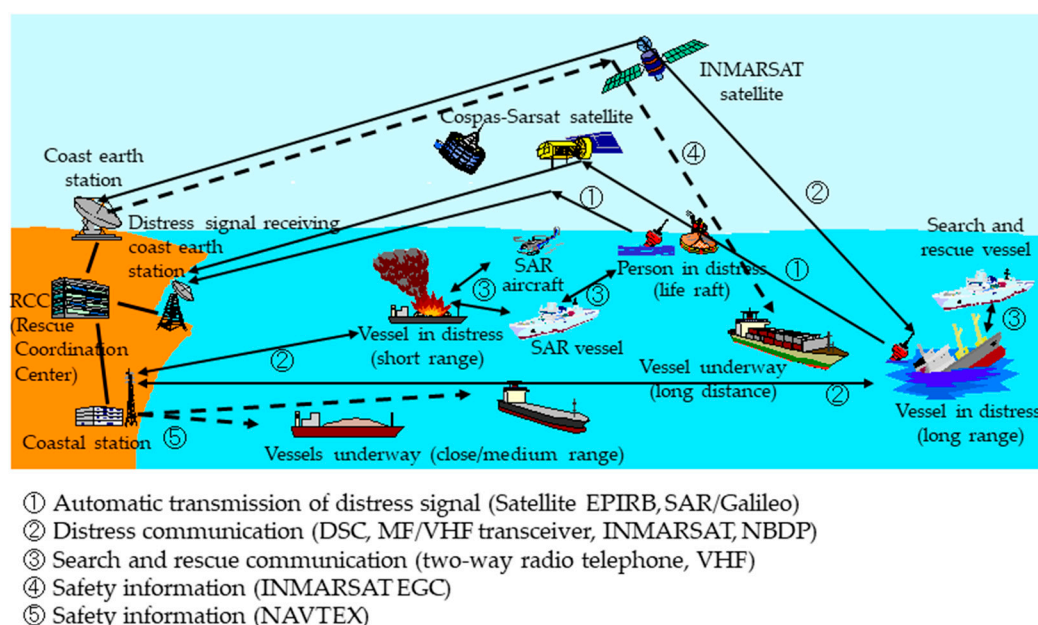 INMARSAT
satellite
Cospas-Sarsat satellite
④
Coast earth
station
①
②
Distress signal receiving
coast earth
station
Search and
rescue vessel
SAR
aircraft
Person in distress
(life raft)
①
③
③
③
RCC
(Rescue
Coordination
Center)
Vessel in distress
(short range)
SAR vessel
②
Vessel underway
(long distance)
②
Vessel in distress
(long range)
Coastal station
⑤
Vessels underway (close/medium range)
① Automatic transmission of distress signal (Satellite EPIRB, SAR/Galileo)
② Distress communication (DSC, MF/VHF transceiver, INMARSAT, NBDP)
③ Search and rescue communication (two-way radio telephone, VHF)
④ Safety information (INMARSAT EGC)
⑤ Safety information (NAVTEX)